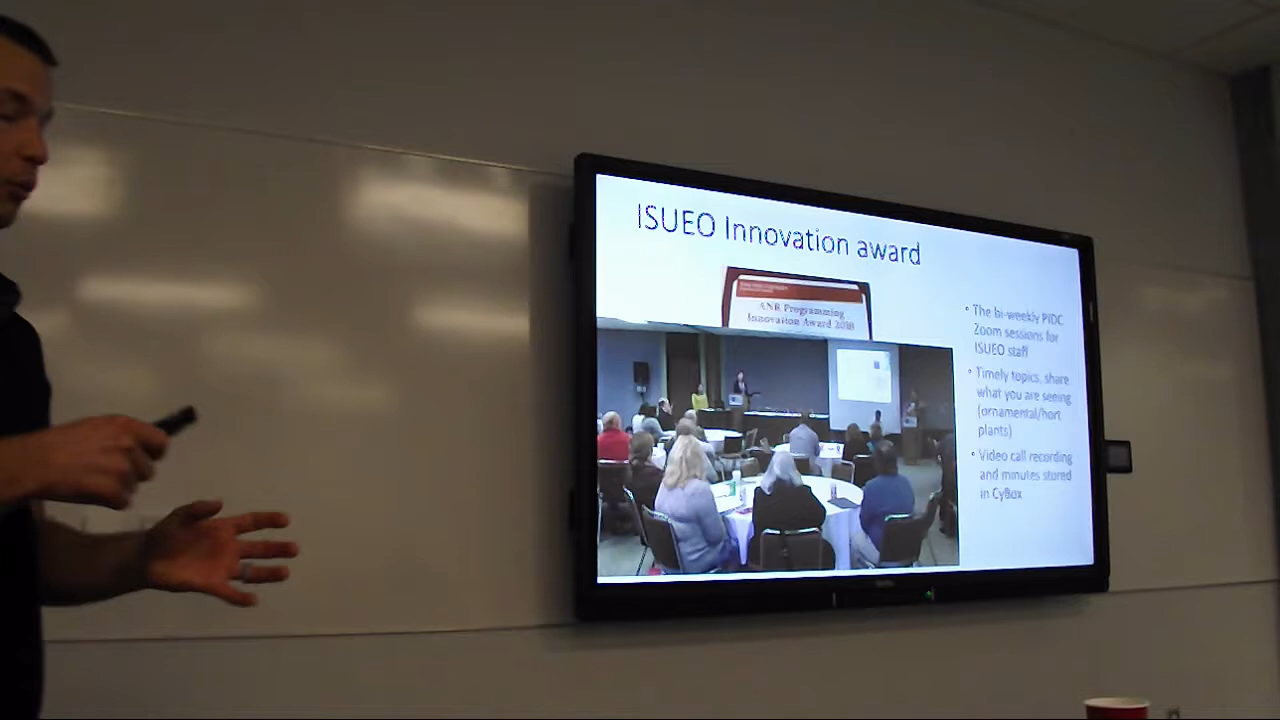 ISUEO Innovation award
ANR Programming
Innovation Award 2018
• The bi-weekly PIDC
Zoom sessions for
ISUEO staff
• Timely topics, share
what you are seeing
(ornamental/hort
plants)
• Video call recording
and minutes stored
in CyBox